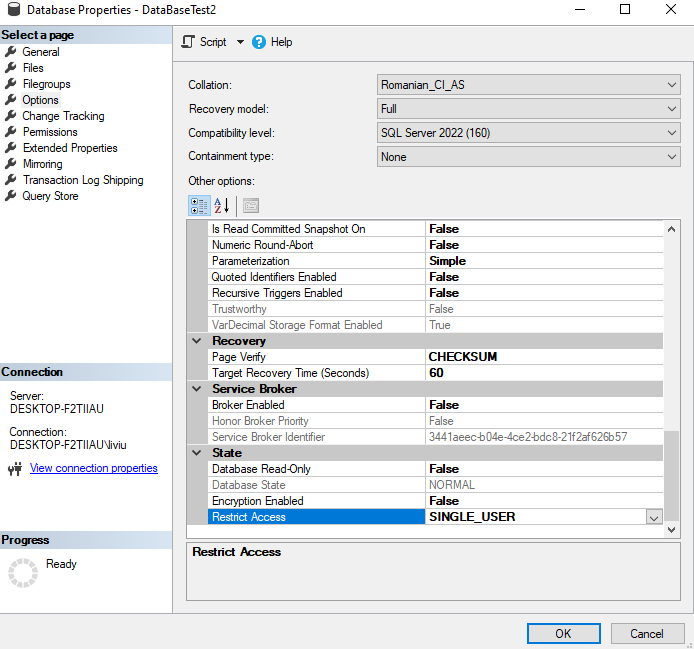 Database Properties - DataBaseTest2
Select a page
General
Files
Filegroups
Options
Change Tracking
Permissions
Extended Properties
Mirroring
Transaction Log Shipping
Query Store
Connection
Server:
DESKTOP-F2TIIAU
Connection:
DESKTOP-F2TIIAU\liviu
View connection properties
Progress
Ready
Script Help
Collation: Romanian_CI_AS
Recovery model: Full
Compatibility level: SQL Server 2022 (160)
Containment type: None
Other options:
A Z
Is Read Committed Snapshot On False
Numeric Round-Abort False
Parameterization Simple
Quoted Identifiers Enabled False
Recursive Triggers Enabled False
Trustworthy False
VarDecimal Storage Format Enabled True
Recovery
Page Verify CHECKSUM
Target Recovery Time (Seconds) 60
Service Broker
Broker Enabled False
Honor Broker Priority False
Service Broker Identifier 3441aeec-b04e-4ce2-bdc8-21f2af626b57
State
Database Read-Only False
Database State NORMAL
Encryption Enabled False
Restrict Access SINGLE_USER
Restrict Access
OK Cancel